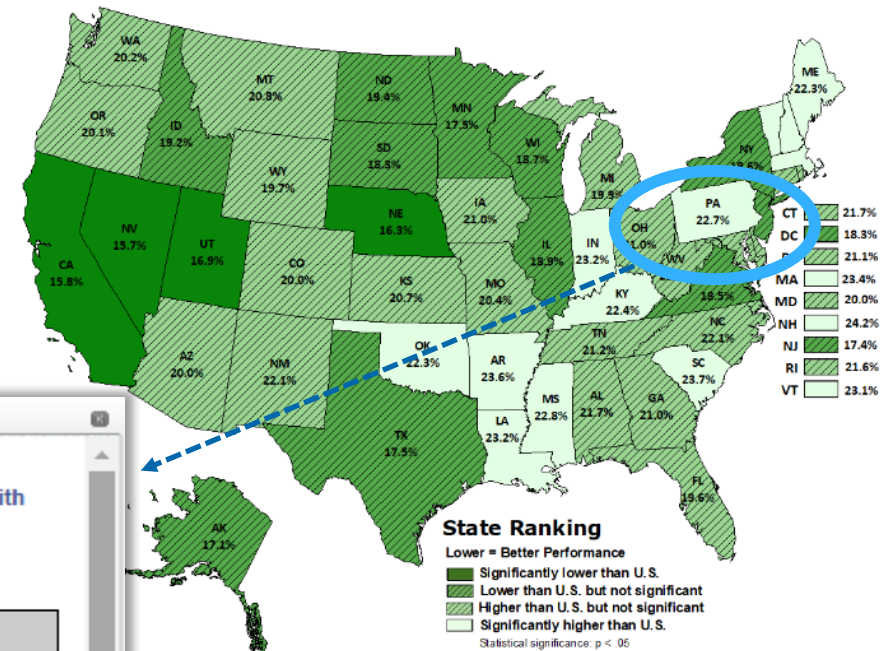 WA
20.2%
MT
20.8%
ND
19.4%
MN
17.5%
ME
22.3%
OR
20.1%
ID
19.2%
WI
18.7%
NY
18.6%
SD
18.3%
WY
19.7%
MI
19.9%
IA
21.0%
NE
16.3%
PA
22.7%
OH
1.0%
IL
18.9%
IN
23.2%
NV
15.7%
UT
16.9%
CA
15.8%
CO
20.0%
KS
20.7%
MO
20.4%
WV
KY
22.4%
18.5%
CT 21.7%
DC 18.3%
21.1%
MA 23.4%
MD 20.0%
NH 24.2%
NJ 17.4%
RI 21.6%
VT 23.1%
NC
22.1%
TN
21.2%
AZ
20.0%
NM
22.1%
OK
22.3%
AR
23.6%
SC
23.7%
MS
22.8%
AL
21.7%
GA
21.0%
LA
23.2%
TX
17.5%
FL
19.6%
AK
17.1%
ith
State Ranking
Lower = Better Performance
Significantly lower than U.S.
Lower than U.S. but not significant
Higher than U.S. but not significant
Significantly higher than U.S.
Statistical significance: p < .05